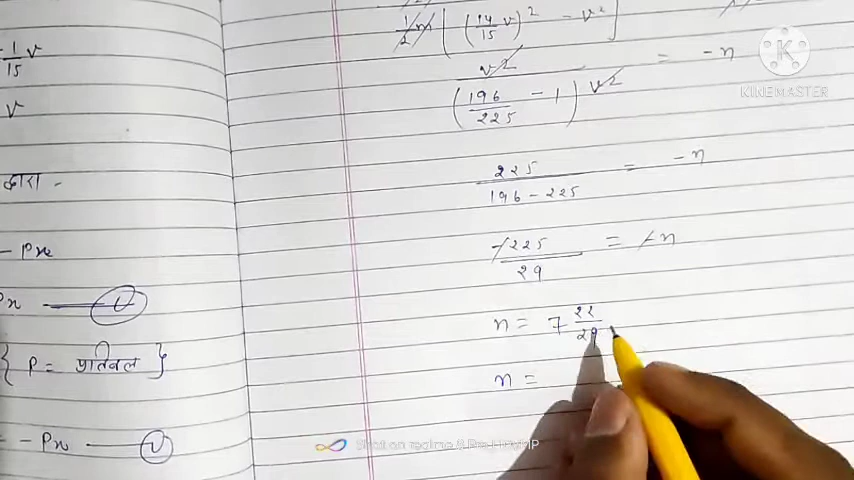 -1/15 v
v
द्वारा -
- Px
Px — (v)
{ P = प्रतिबल }
= - Px — (v)
1/2 m [ (14/15 v)² - v² ]
v² / (196/225 - 1) v² = - n
225 / 196 - 225 = - n
-225 / 29 = - n
n = 7 22/29
n =
KINEMASTER
Shot on realme